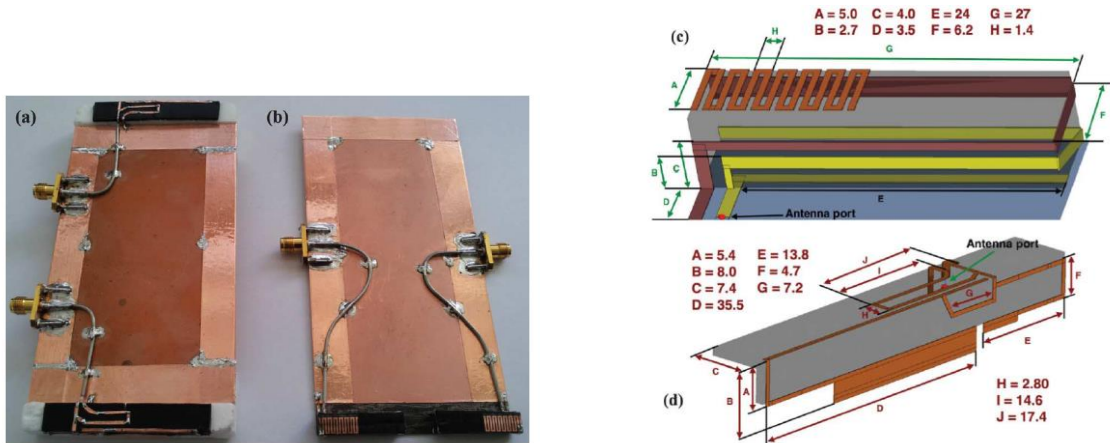 (a)
(b)
(c)
A = 5.0 C = 4.0 E = 24 G = 27
B = 2.7 D = 3.5 F = 6.2 H = 1.4
H
G
A
F
B
C
D
E
Antenna port
A = 5.4 E = 13.8
B = 8.0 F = 4.7
C = 7.4 G = 7.2
D = 35.5
Antenna port
J
I
H
G
F
E
C
A
B
D
(d)
H = 2.80
I = 14.6
J = 17.4